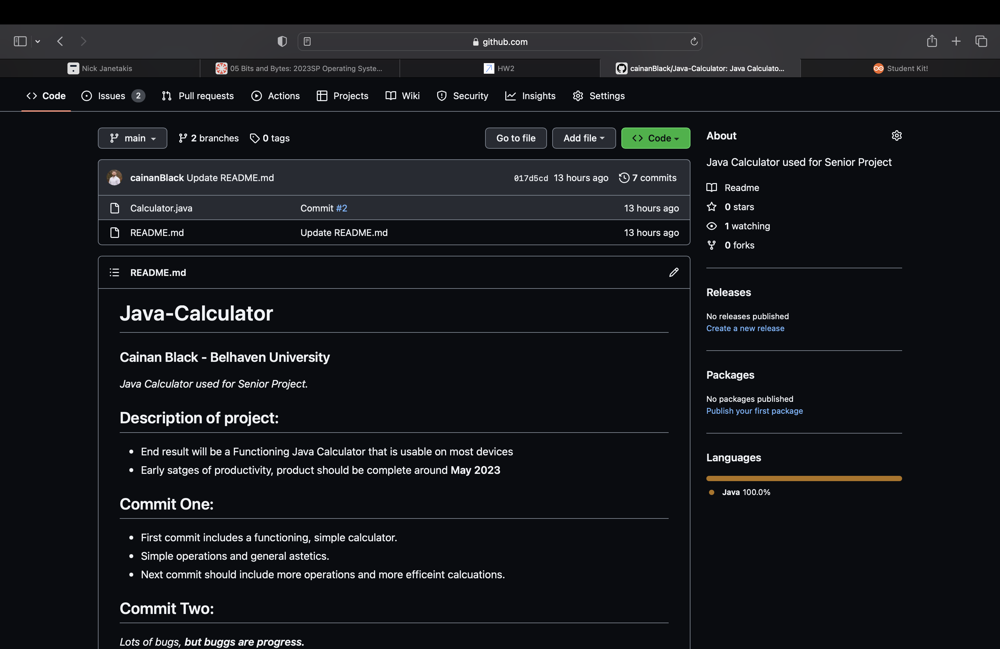 github.com
Nick Janetakis
05 Bits and Bytes: 2023SP Operating Syste...
HW2
cainanBlack/Java-Calculator: Java Calculato...
Student Kit!
Code
Issues 2
Pull requests
Actions
Projects
Wiki
Security
Insights
Settings
main
2 branches
0 tags
Go to file
Add file
Code
cainanBlack Update README.md
017d5cd 13 hours ago
7 commits
Calculator.java Commit #2 13 hours ago
README.md Update README.md 13 hours ago
README.md
Java-Calculator
Cainan Black - Belhaven University
Java Calculator used for Senior Project.
Description of project:
End result will be a Functioning Java Calculator that is usable on most devices
Early satges of productivity, product should be complete around May 2023
Commit One:
First commit includes a functioning, simple calculator.
Simple operations and general astetics.
Next commit should include more operations and more efficeint calcuations.
Commit Two:
Lots of bugs, but buggs are progress.
About
Java Calculator used for Senior Project
Readme
0 stars
1 watching
0 forks
Releases
No releases published
Create a new release
Packages
No packages published
Publish your first package
Languages
Java 100.0%